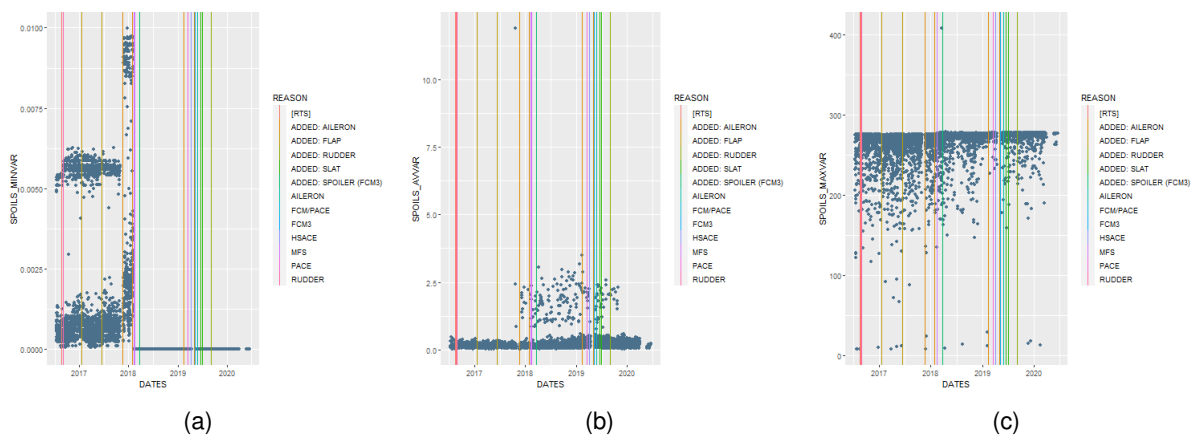 0.0100
0.0075
0.0050
0.0025
0.0000
SPOILS_MINVAR
2017
2018
2019
2020
DATES
REASON
[RTS]
ADDED: AILERON
ADDED: FLAP
ADDED: RUDDER
ADDED: SLAT
ADDED: SPOILER (FCM3)
AILERON
FCM/PACE
FCM3
HSACE
MFS
PACE
RUDDER
(a)
12.5
10.0
7.5
5.0
2.5
0.0
SPOILS_AVVAR
2017
2018
2019
2020
DATES
REASON
[RTS]
ADDED: AILERON
ADDED: FLAP
ADDED: RUDDER
ADDED: SLAT
ADDED: SPOILER (FCM3)
AILERON
FCM/PACE
FCM3
HSACE
MFS
PACE
RUDDER
(b)
400
300
200
100
0
SPOILS_MAXVAR
2017
2018
2019
2020
DATES
REASON
[RTS]
ADDED: AILERON
ADDED: FLAP
ADDED: RUDDER
ADDED: SLAT
ADDED: SPOILER (FCM3)
AILERON
FCM/PACE
FCM3
HSACE
MFS
PACE
RUDDER
(c)